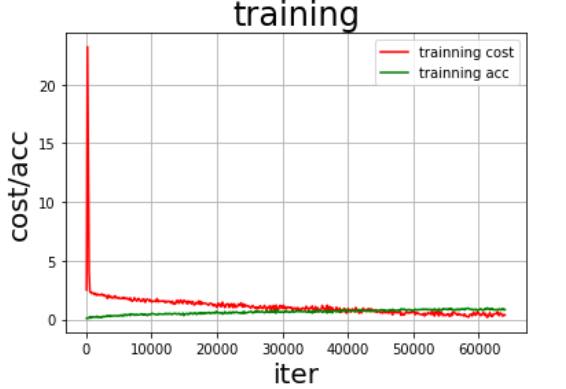 training
trainning cost
trainning acc
cost/acc
20
15
10
5
0
0 10000 20000 30000 40000 50000 60000
iter